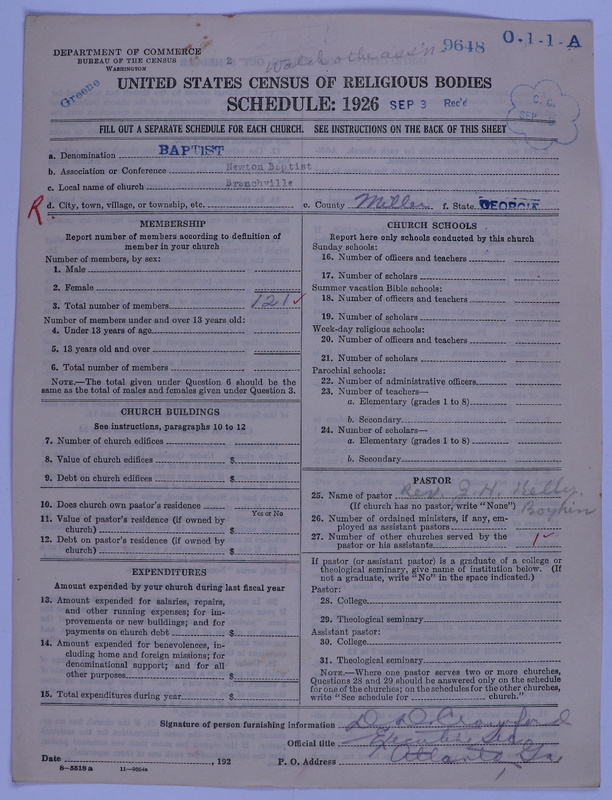 DEPARTMENT OF COMMERCE
BUREAU OF THE CENSUS
WASHINGTON
2
9648
O.1-1-A
Greene
UNITED STATES CENSUS OF RELIGIOUS BODIES
SCHEDULE: 1926 SEP 3 Rec'd
C. C.
SEP
FILL OUT A SEPARATE SCHEDULE FOR EACH CHURCH. SEE INSTRUCTIONS ON THE BACK OF THIS SHEET
a. Denomination BAPTIST
b. Association or Conference Newton Baptist
c. Local name of church Branchville
R
d. City, town, village, or township, etc. e. County Miller f. State GEORGIA
MEMBERSHIP
Report number of members according to definition of
member in your church
Number of members, by sex:
1. Male
2. Female
3. Total number of members 121 ✓
Number of members under and over 13 years old:
4. Under 13 years of age
5. 13 years old and over
6. Total number of members
NOTE.—The total given under Question 6 should be the
same as the total of males and females given under Question 3.
CHURCH BUILDINGS
See instructions, paragraphs 10 to 12
7. Number of church edifices
8. Value of church edifices $
9. Debt on church edifices $
10. Does church own pastor's residence
Yes or No
11. Value of pastor's residence (if owned by
church) $
12. Debt on pastor's residence (if owned by
church) $
EXPENDITURES
Amount expended by your church during last fiscal year
13. Amount expended for salaries, repairs,
and other running expenses; for im-
provements or new buildings; and for
payments on church debt $
14. Amount expended for benevolences, in-
cluding home and foreign missions; for
denominational support; and for all
other purposes $
15. Total expenditures during year $
CHURCH SCHOOLS
Report here only schools conducted by this church
Sunday schools:
16. Number of officers and teachers
17. Number of scholars
Summer vacation Bible schools:
18. Number of officers and teachers
19. Number of scholars
Week-day religious schools:
20. Number of officers and teachers
21. Number of scholars
Parochial schools:
22. Number of administrative officers
23. Number of teachers—
a. Elementary (grades 1 to 8)
b. Secondary
24. Number of scholars—
a. Elementary (grades 1 to 8)
b. Secondary
PASTOR
25. Name of pastor Rev. J. H. Kelly,
(If church has no pastor, write "None") Boykin
26. Number of ordained ministers, if any, em-
ployed as assistant pastors
27. Number of other churches served by the
pastor or his assistants 1 ✓
If pastor (or assistant pastor) is a graduate of a college or
theological seminary, give name of institution below. (If
not a graduate, write "No" in the space indicated.)
Pastor:
28. College
29. Theological seminary
Assistant pastor:
30. College
31. Theological seminary
NOTE.—Where one pastor serves two or more churches,
Questions 28 and 29 should be answered only on the schedule
for one of the churches; on the schedules for the other churches,
write "See schedule for church."
Signature of person furnishing information
Official title
Date , 192 P. O. Address Atlanta, Ga
8—5518 a 11—9204a